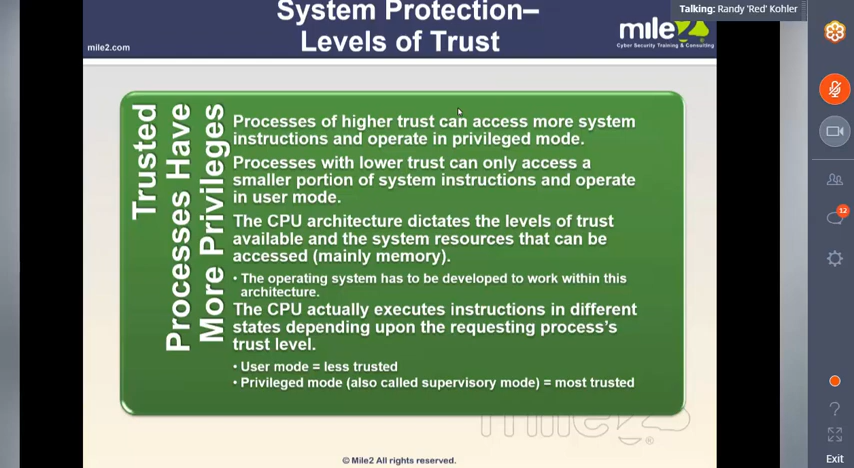 Talking: Randy 'Red' Kohler
System Protection–
Levels of Trust
mile2.com
mile2
Cyber Security Training & Consulting
Trusted
Processes Have
More Privileges
Processes of higher trust can access more system
instructions and operate in privileged mode.
Processes with lower trust can only access a
smaller portion of system instructions and operate
in user mode.
The CPU architecture dictates the levels of trust
available and the system resources that can be
accessed (mainly memory).
• The operating system has to be developed to work within this
architecture.
The CPU actually executes instructions in different
states depending upon the requesting process's
trust level.
• User mode = less trusted
• Privileged mode (also called supervisory mode) = most trusted
mile2
®
© Mile2 All rights reserved.
12
?
Exit